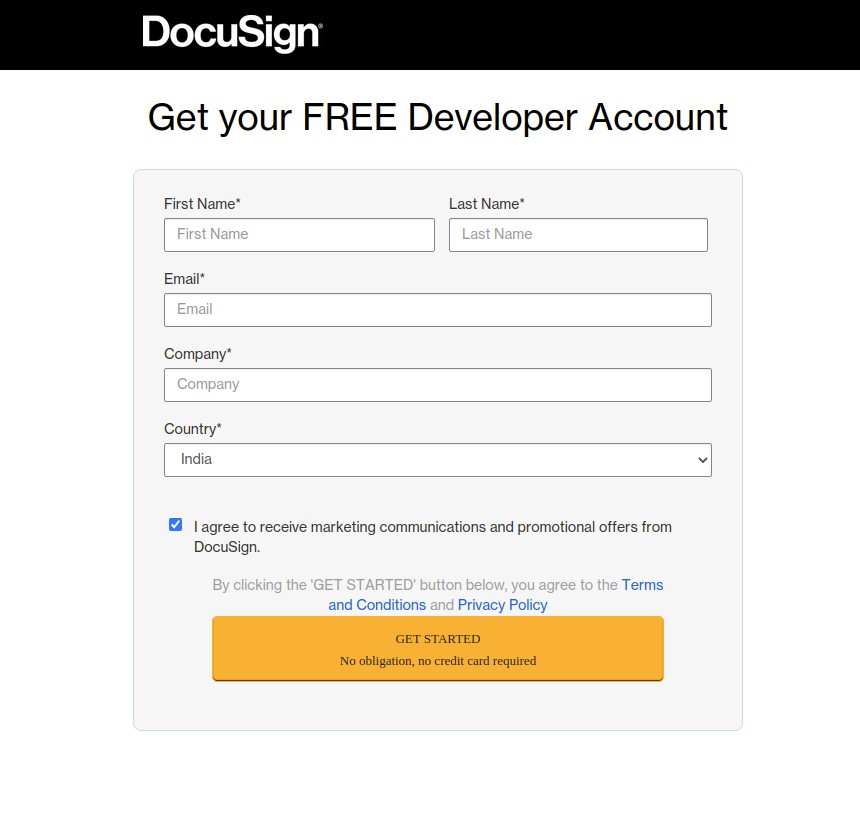 DocuSign®
Get your FREE Developer Account
First Name* Last Name*
First Name Last Name
Email*
Email
Company*
Company
Country*
India
I agree to receive marketing communications and promotional offers from
DocuSign.
By clicking the 'GET STARTED' button below, you agree to the Terms
and Conditions and Privacy Policy
GET STARTED
No obligation, no credit card required